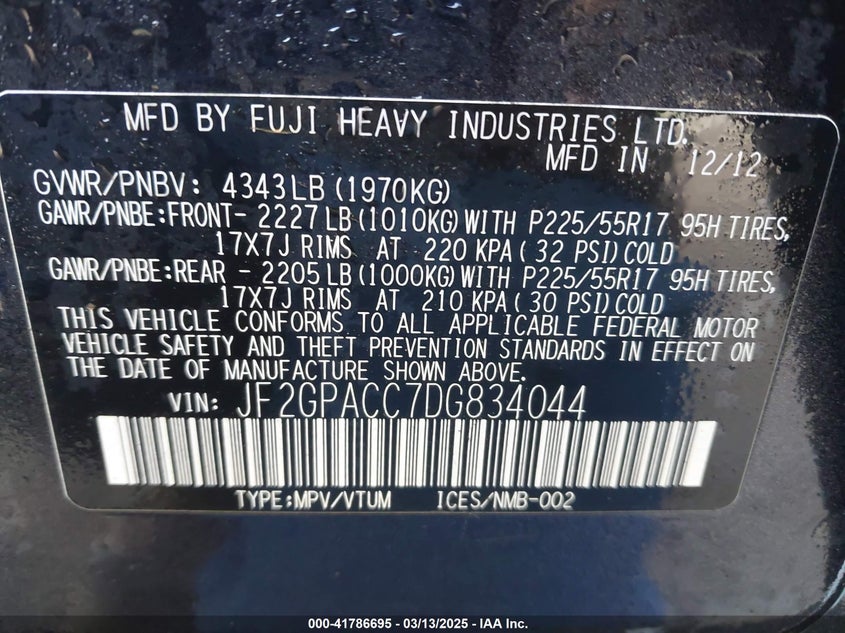 MFD BY FUJI HEAVY INDUSTRIES LTD.
MFD IN 12/12
GVWR/PNBV: 4343LB (1970KG)
GAWR/PNBE:FRONT- 2227 LB (1010KG) WITH P225/55R17 95H TIRES,
17X7J RIMS AT 220 KPA ( 32 PSI) COLD
GAWR/PNBE:REAR - 2205 LB (1000KG) WITH P225/55R17 95H TIRES,
17X7J RIMS AT 210 KPA ( 30 PSI) COLD
THIS VEHICLE CONFORMS TO ALL APPLICABLE FEDERAL MOTOR
VEHICLE SAFETY AND THEFT PREVENTION STANDARDS IN EFFECT ON
THE DATE OF MANUFACTURE SHOWN ABOVE.
VIN: JF2GPACC7DG834044
TYPE:MPV/VTUM ICES/NMB-002
000-41786695 - 03/13/2025 - IAA Inc.